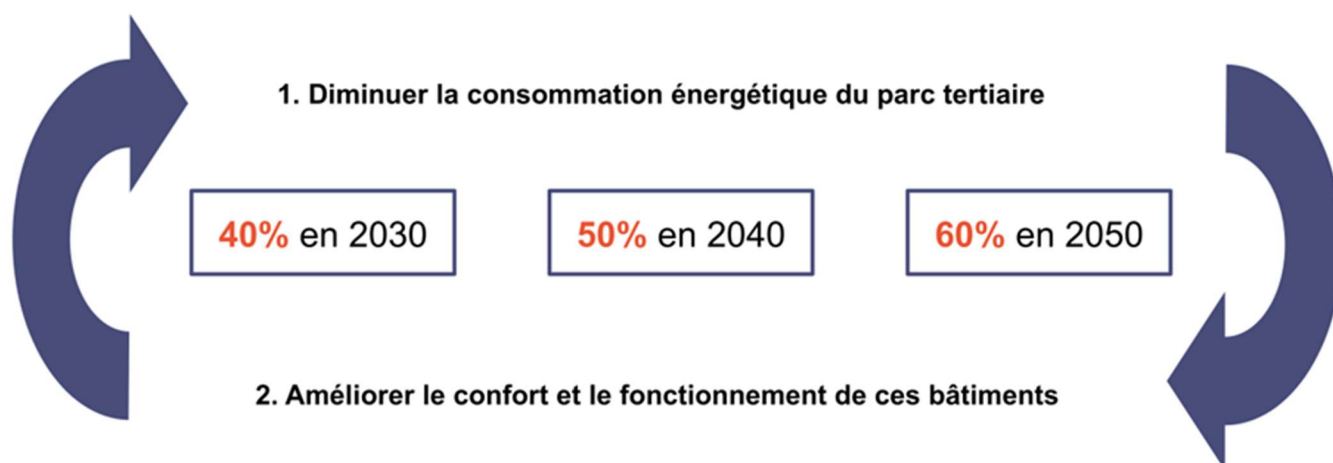 1. Diminuer la consommation énergétique du parc tertiaire
40% en 2030
50% en 2040
60% en 2050
2. Améliorer le confort et le fonctionnement de ces bâtiments